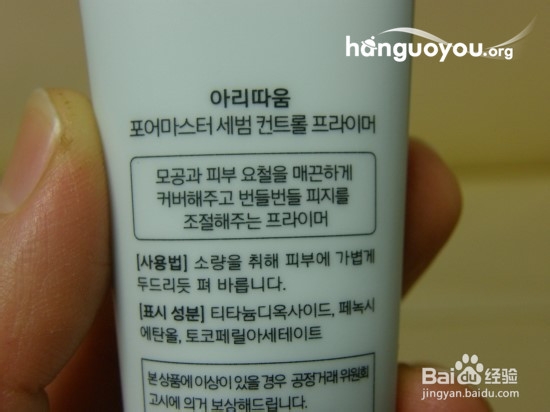 hanguoyou.org
아리따움
포어마스터 세범 컨트롤 프라이머
모공과 피부 요철을 매끈하게
커버해주고 번들번들 피지를
조절해주는 프라이머
[사용법] 소량을 취해 피부에 가볍게
두드리듯 펴 바릅니다.
[표시 성분] 티타늄디옥사이드, 페녹시
에탄올, 토코페릴아세테이트
본 상품에 이상이 있을 경우 공정거래 위원회
고시에 의거 보상해드립니다.
Baidu经验
jingyan.baidu.com